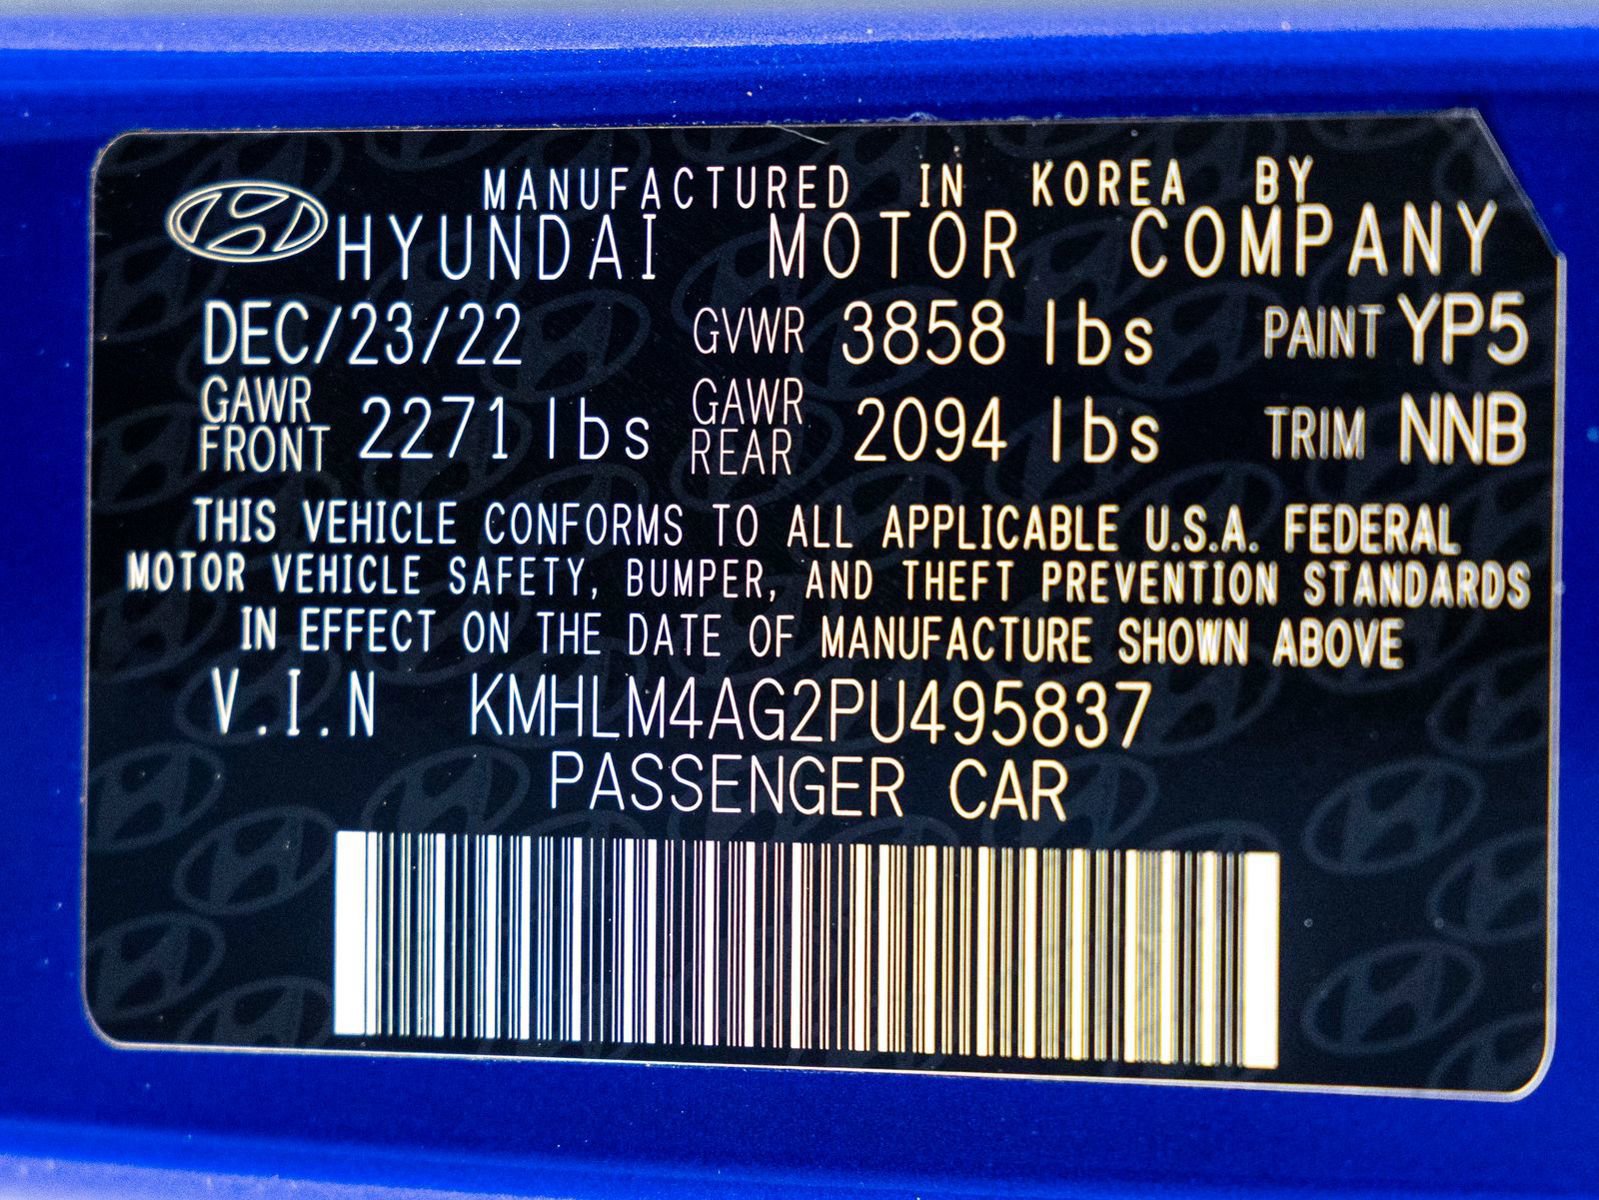 MANUFACTURED IN KOREA BY
HYUNDAI MOTOR COMPANY
DEC/23/22 GVWR 3858 lbs PAINT YP5
GAWR FRONT 2271 lbs GAWR REAR 2094 lbs TRIM NNB
THIS VEHICLE CONFORMS TO ALL APPLICABLE U.S.A. FEDERAL
MOTOR VEHICLE SAFETY, BUMPER, AND THEFT PREVENTION STANDARDS
IN EFFECT ON THE DATE OF MANUFACTURE SHOWN ABOVE
V.I.N KMHLM4AG2PU495837
PASSENGER CAR